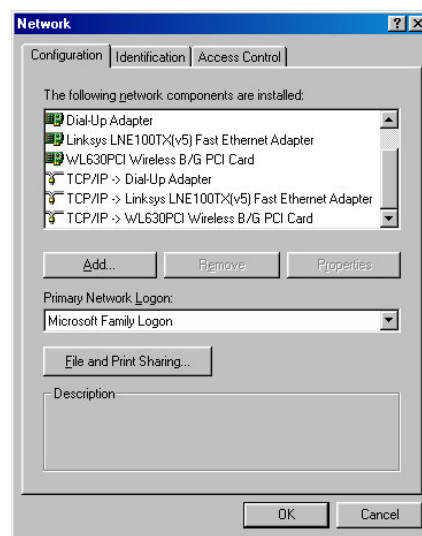 Network
Configuration Identification Access Control
The following network components are installed:
Dial-Up Adapter
Linksys LNE100TX(v5) Fast Ethernet Adapter
WL630PCI Wireless B/G PCI Card
TCP/IP -> Dial-Up Adapter
TCP/IP -> Linksys LNE100TX(v5) Fast Ethernet Adapter
TCP/IP -> WL630PCI Wireless B/G PCI Card
Add... Remove Properties
Primary Network Logon:
Microsoft Family Logon
File and Print Sharing...
Description
OK Cancel